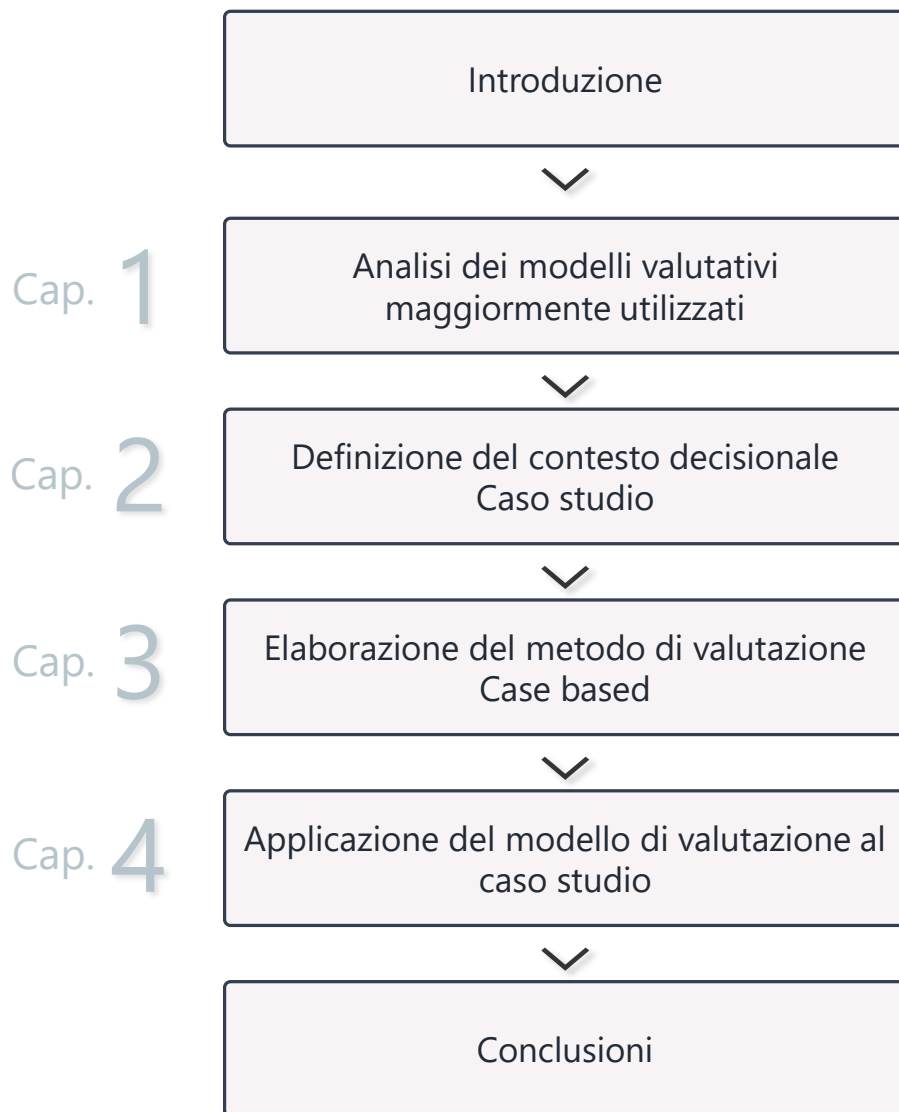 Introduzione
Cap. 1
Analisi dei modelli valutativi
maggiormente utilizzati
Cap. 2
Definizione del contesto decisionale
Caso studio
Cap. 3
Elaborazione del metodo di valutazione
Case based
Cap. 4
Applicazione del modello di valutazione al
caso studio
Conclusioni